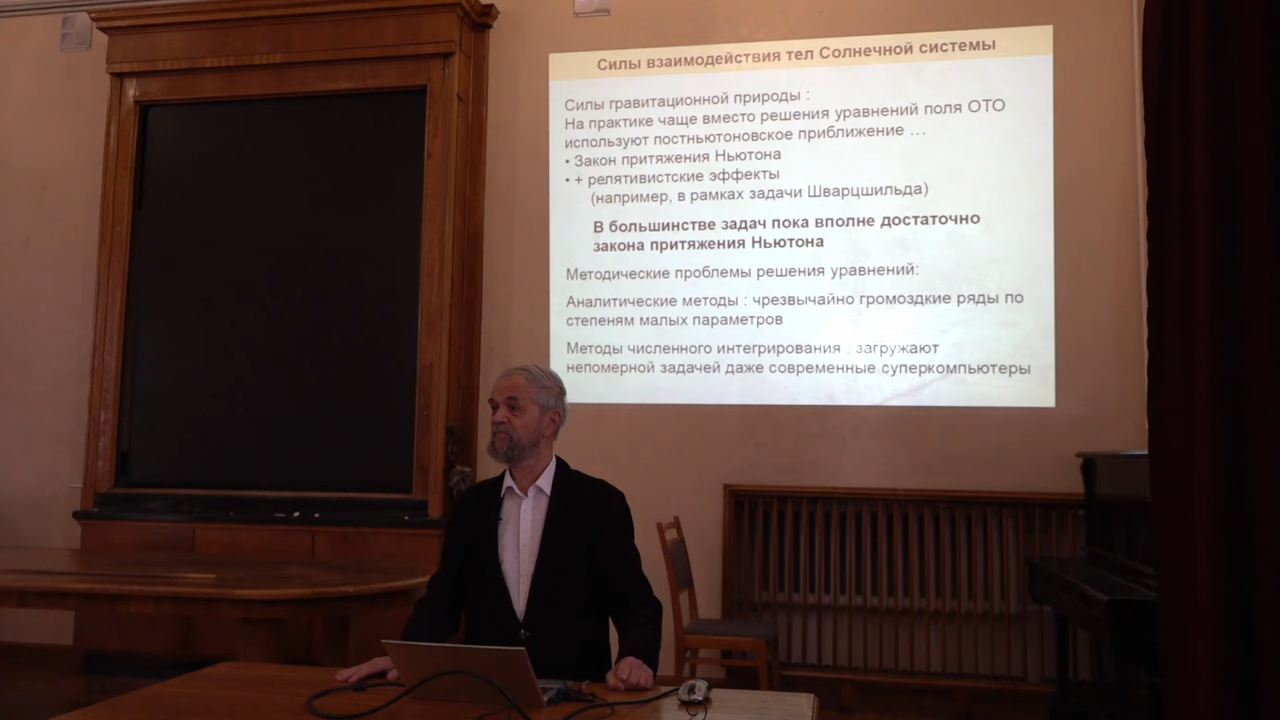 Силы взаимодействия тел Солнечной системы
Силы гравитационной природы :
На практике чаще вместо решения уравнений поля ОТО
используют постньютоновское приближение …
• Закон притяжения Ньютона
• + релятивистские эффекты
(например, в рамках задачи Шварцшильда)
В большинстве задач пока вполне достаточно
закона притяжения Ньютона
Методические проблемы решения уравнений:
Аналитические методы : чрезвычайно громоздкие ряды по
степеням малых параметров
Методы численного интегрирования : загружают
непомерной задачей даже современные суперкомпьютеры